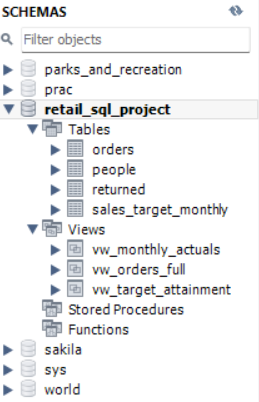 SCHEMAS
Filter objects
parks_and_recreation
prac
retail_sql_project
Tables
orders
people
returned
sales_target_monthly
Views
vw_monthly_actuals
vw_orders_full
vw_target_attainment
Stored Procedures
Functions
sakila
sys
world